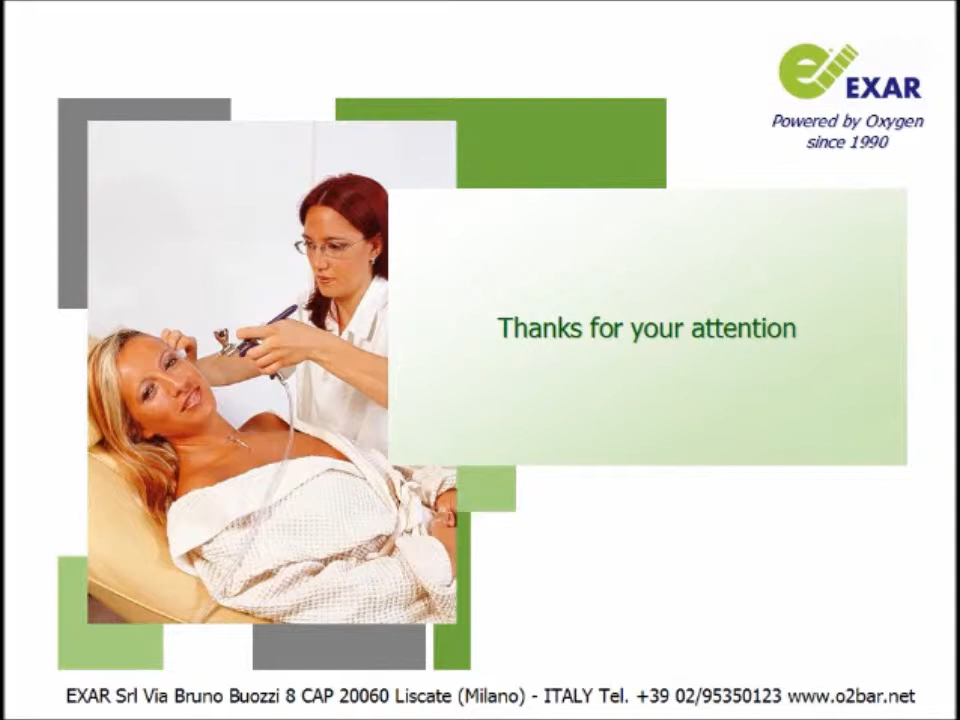 EXAR
Powered by Oxygen
since 1990
Thanks for your attention
EXAR Srl Via Bruno Buozzi 8 CAP 20060 Liscate (Milano) - ITALY Tel. +39 02/95350123 www.o2bar.net